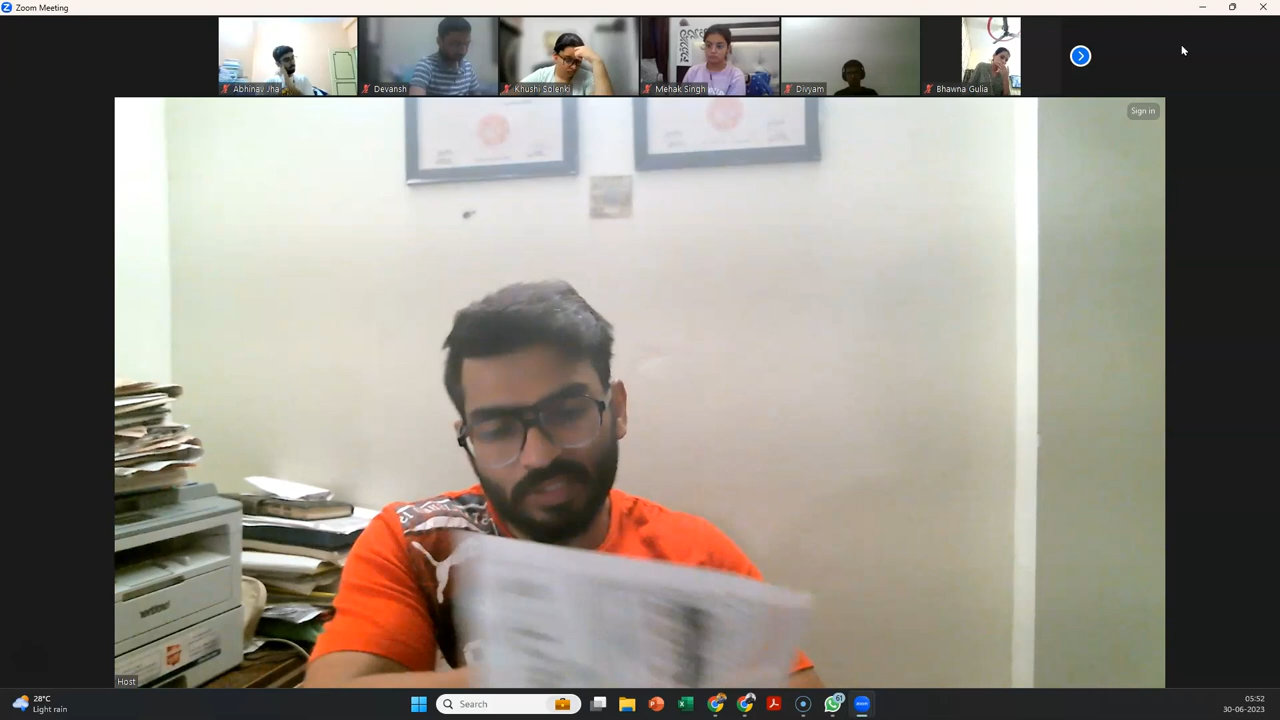 Zoom Meeting
Abhinav Jha
Devansh
Khushi Solenki
Mehak Singh
Divyam
Bhawna Gulia
Sign in
Host
28°C
Light rain
Search
05:52
30-06-2023